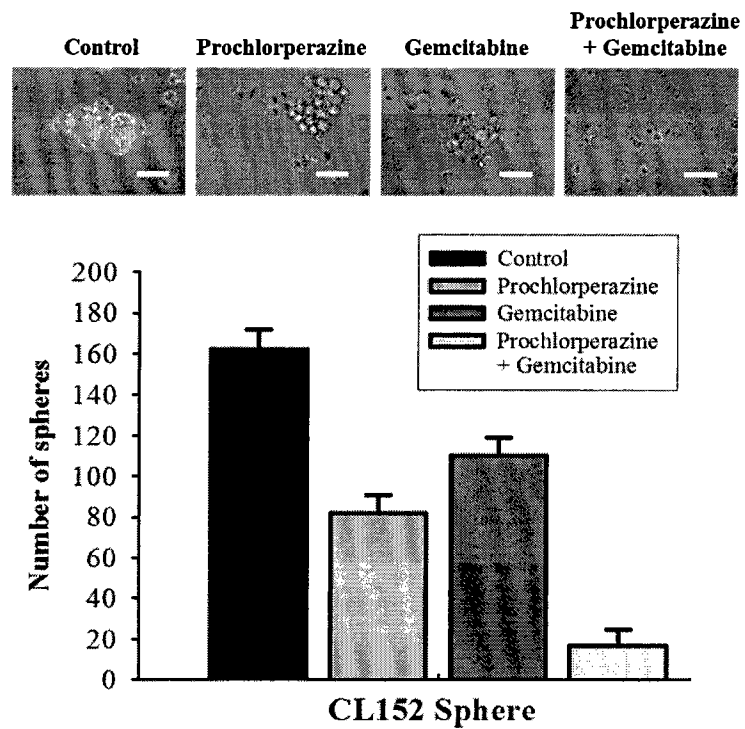 Control
Prochlorperazine
Gemcitabine
Prochlorperazine
+ Gemcitabine
Control
Prochlorperazine
Gemcitabine
Prochlorperazine
+ Gemcitabine
Number of spheres
200
180
160
140
120
100
80
60
40
20
0
CL152 Sphere